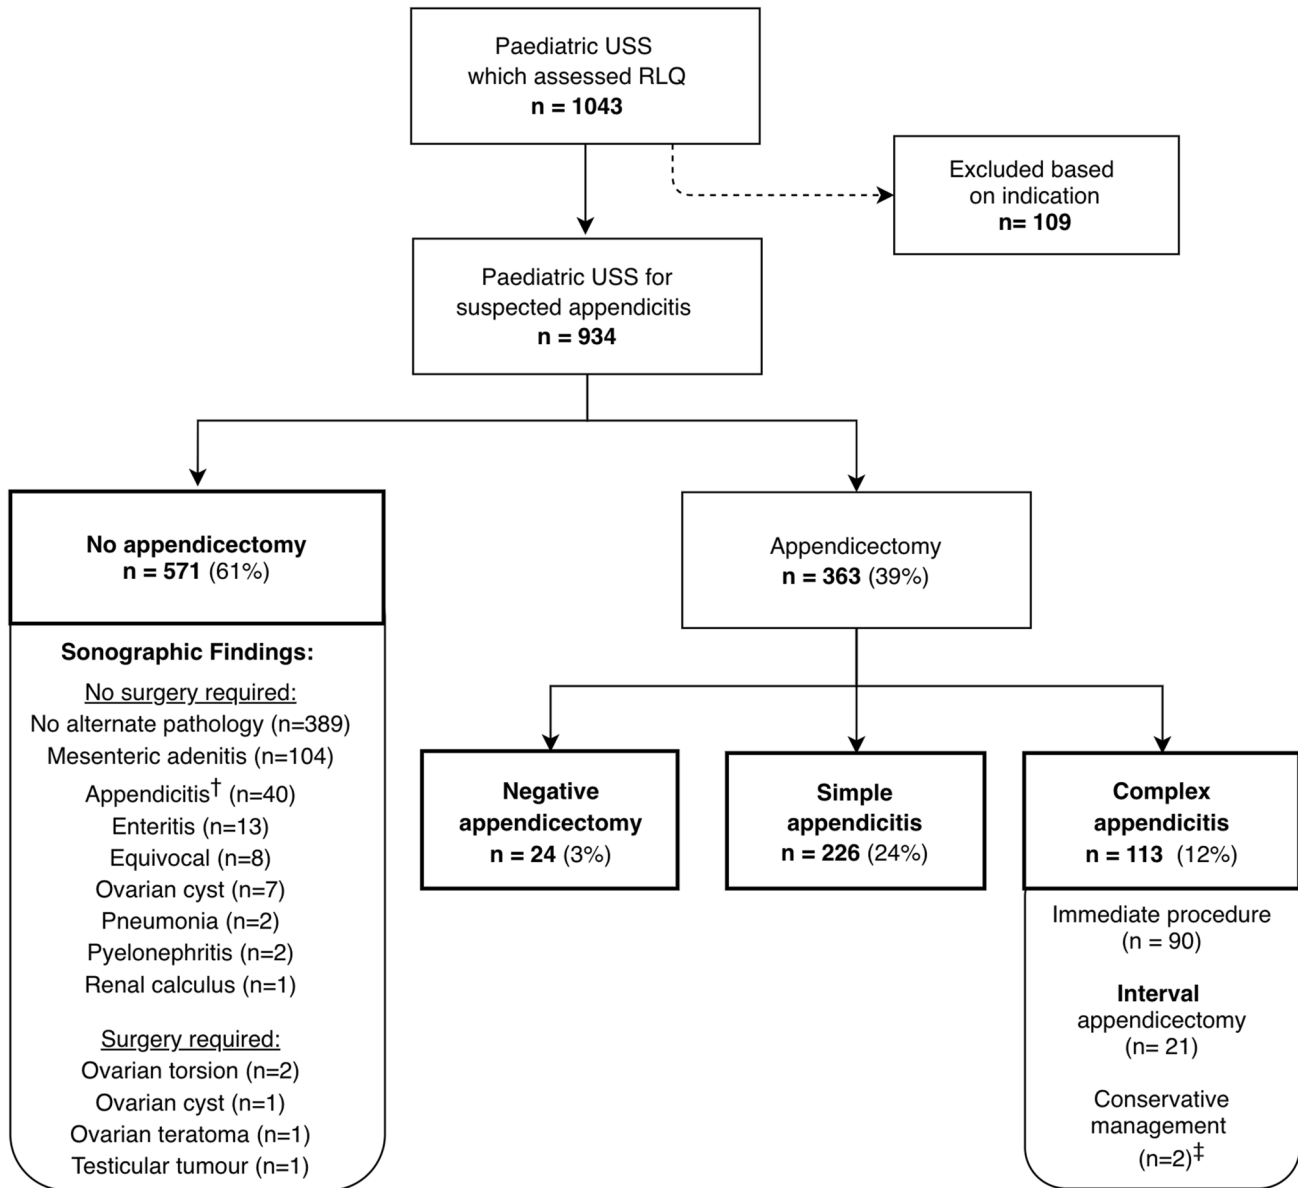 Paediatric USS
which assessed RLQ
n = 1043
Excluded based
on indication
n= 109
Paediatric USS for
suspected appendicitis
n = 934
No appendicectomy
n = 571 (61%)
Appendicectomy
n = 363 (39%)
Sonographic Findings:
No surgery required:
No alternate pathology (n=389)
Mesenteric adenitis (n=104)
Appendicitis† (n=40)
Enteritis (n=13)
Equivocal (n=8)
Ovarian cyst (n=7)
Pneumonia (n=2)
Pyelonephritis (n=2)
Renal calculus (n=1)
Surgery required:
Ovarian torsion (n=2)
Ovarian cyst (n=1)
Ovarian teratoma (n=1)
Testicular tumour (n=1)
Negative
appendicectomy
n = 24 (3%)
Simple
appendicitis
n = 226 (24%)
Complex
appendicitis
n = 113 (12%)
Immediate procedure
(n = 90)
Interval
appendicectomy
(n= 21)
Conservative
management
(n=2)‡